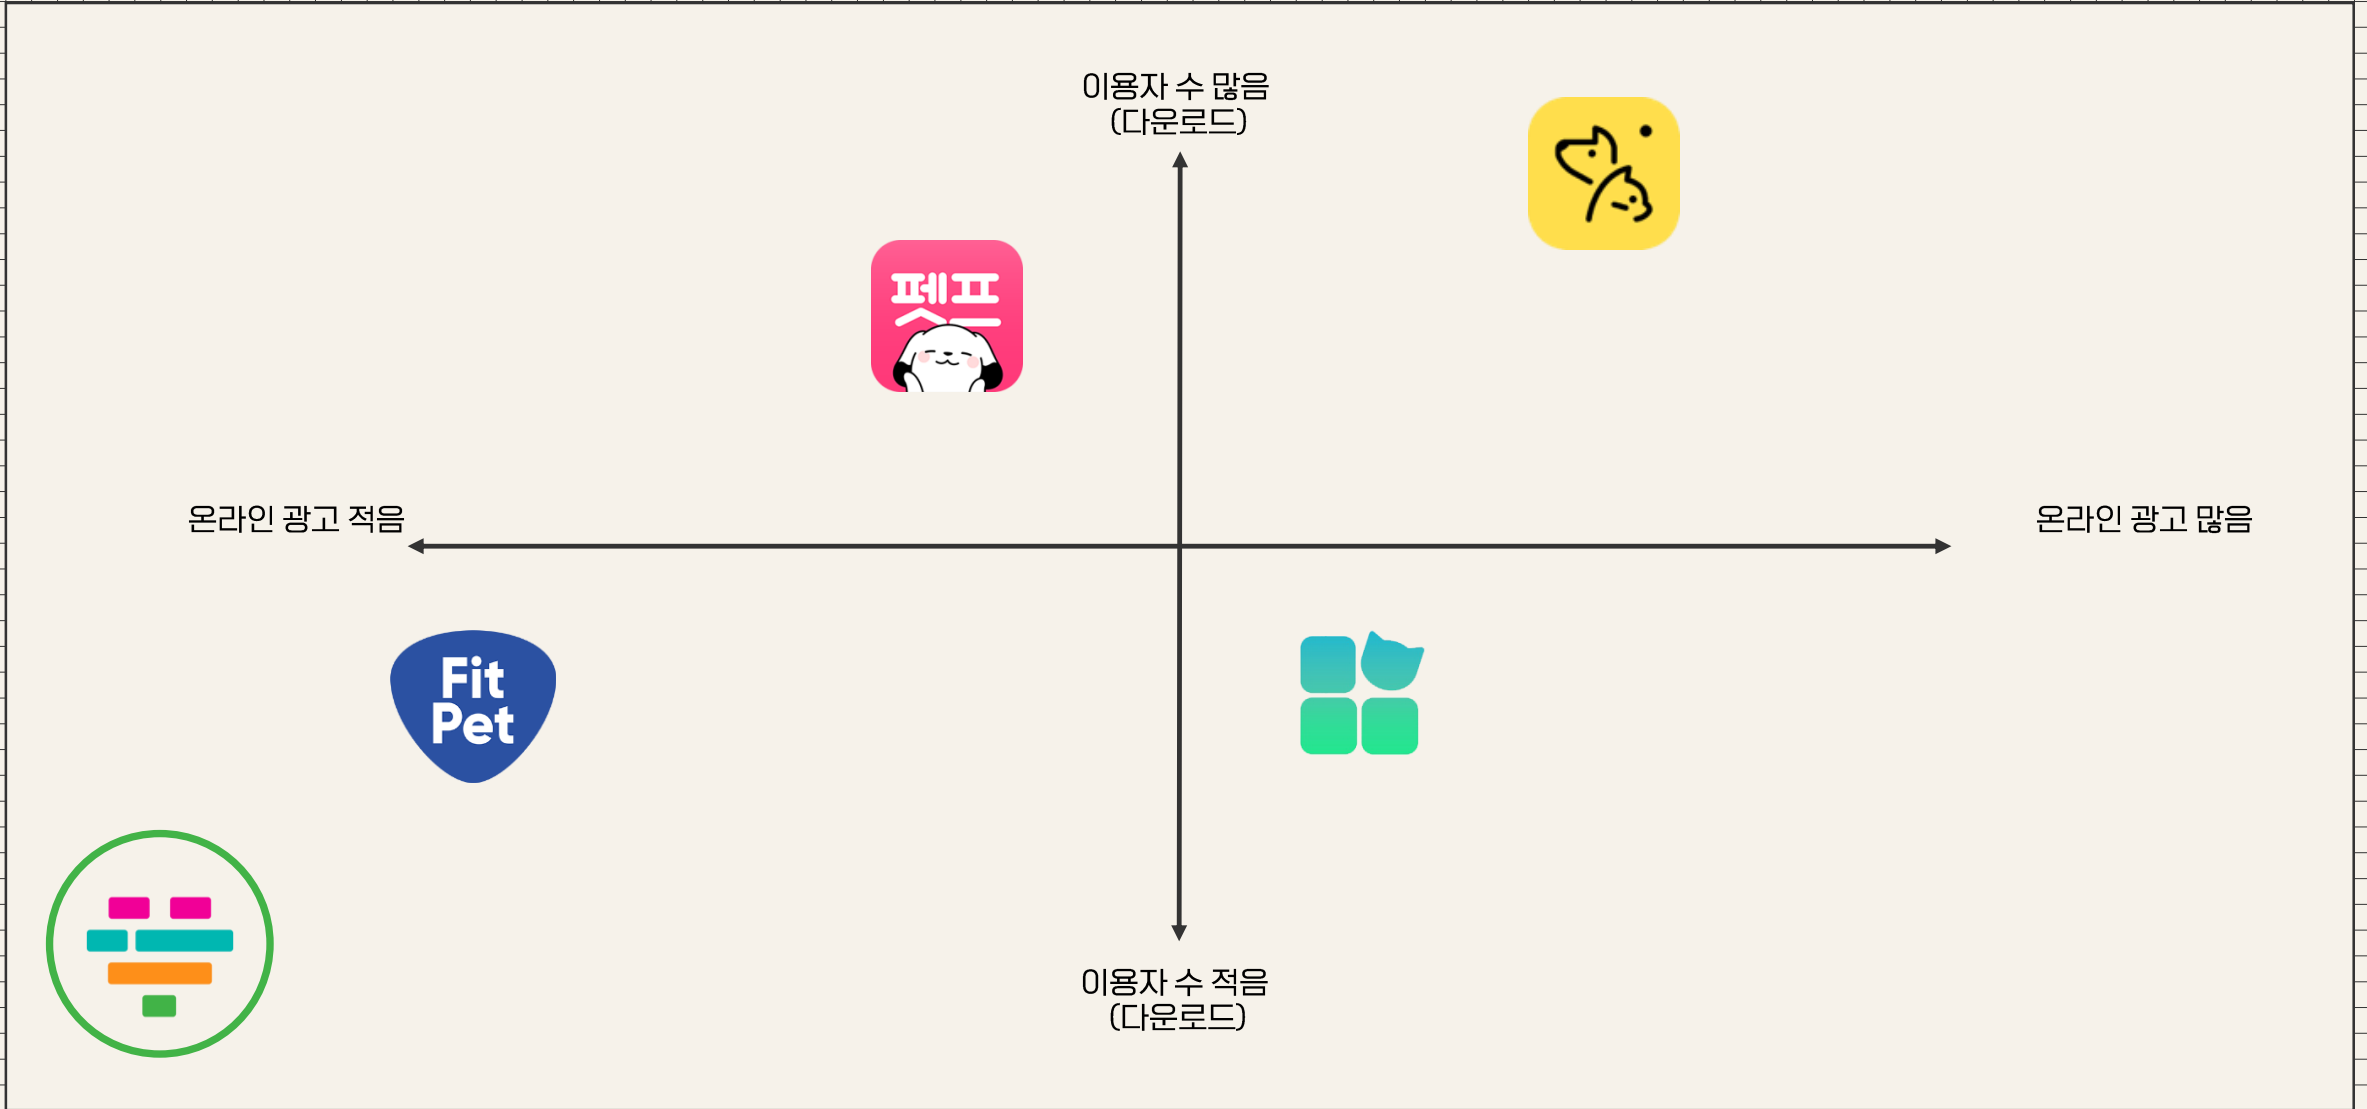 이용자 수 많음
(다운로드)
펫프
온라인 광고 적음
온라인 광고 많음
Fit
Pet
이용자 수 적음
(다운로드)